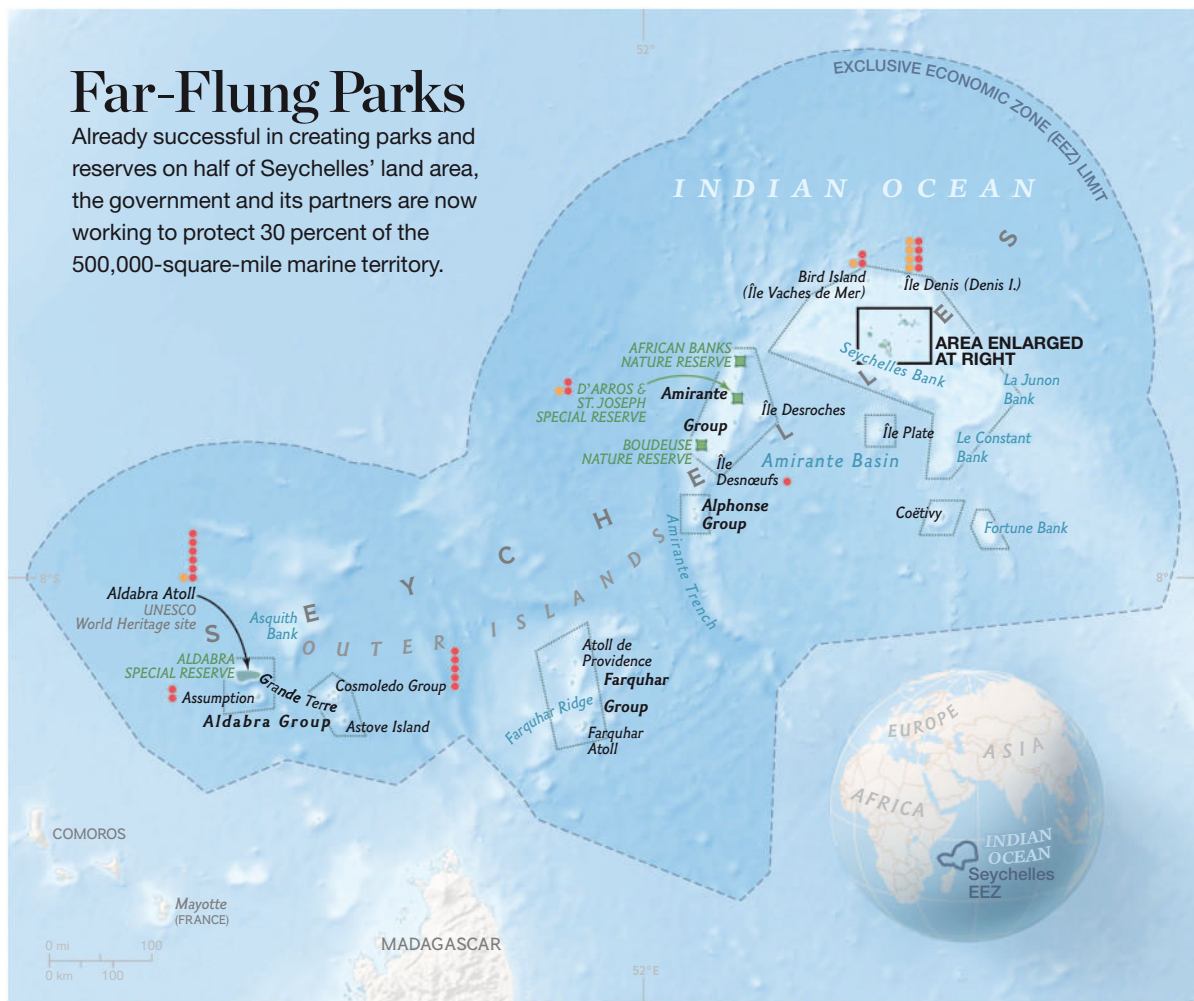 Far-Flung Parks
Already successful in creating parks and
reserves on half of Seychelles’ land area,
the government and its partners are now
working to protect 30 percent of the
500,000-square-mile marine territory.
52°
EXCLUSIVE ECONOMIC ZONE (EEZ) LIMIT
INDIAN OCEAN
SEYCHELLES
Bird Island
(Île Vaches de Mer)
Île Denis (Denis I.)
AREA ENLARGED
AT RIGHT
Seychelles Bank
La Junon
Bank
AFRICAN BANKS
NATURE RESERVE
D’ARROS &
ST. JOSEPH
SPECIAL RESERVE
Amirante
Group
Île Desroches
BOUDEUSE
NATURE RESERVE
Île
Desnœufs
Île Plate
Amirante Basin
Le Constant
Bank
Alphonse
Group
Coëtivy
Fortune Bank
Amirante Trench
8°S
8°
Aldabra Atoll
UNESCO
World Heritage site
Asquith
Bank
OUTER ISLANDS
ALDABRA
SPECIAL RESERVE
Grande Terre
Assumption
Aldabra Group
Cosmoledo Group
Astove Island
Atoll de
Providence
Farquhar
Group
Farquhar Ridge
Farquhar
Atoll
EUROPE
ASIA
AFRICA
INDIAN
OCEAN
Seychelles
EEZ
COMOROS
Mayotte
(FRANCE)
MADAGASCAR
0 mi 100
0 km 100
52°E